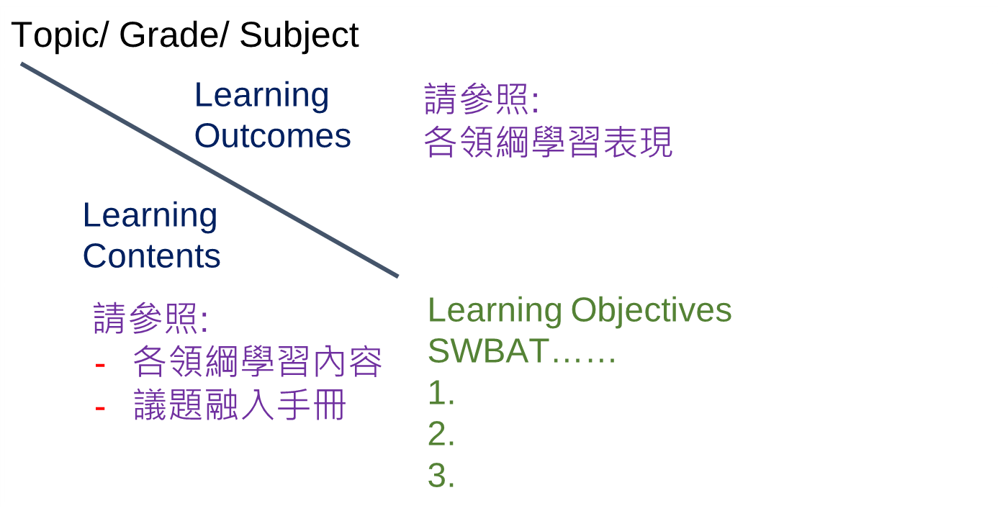 Topic/ Grade/ Subject
Learning
Outcomes
請參照:
各領綱學習表現
Learning
Contents
請參照:
- 各領綱學習內容
- 議題融入手冊
Learning Objectives
SWBAT……
1.
2.
3.